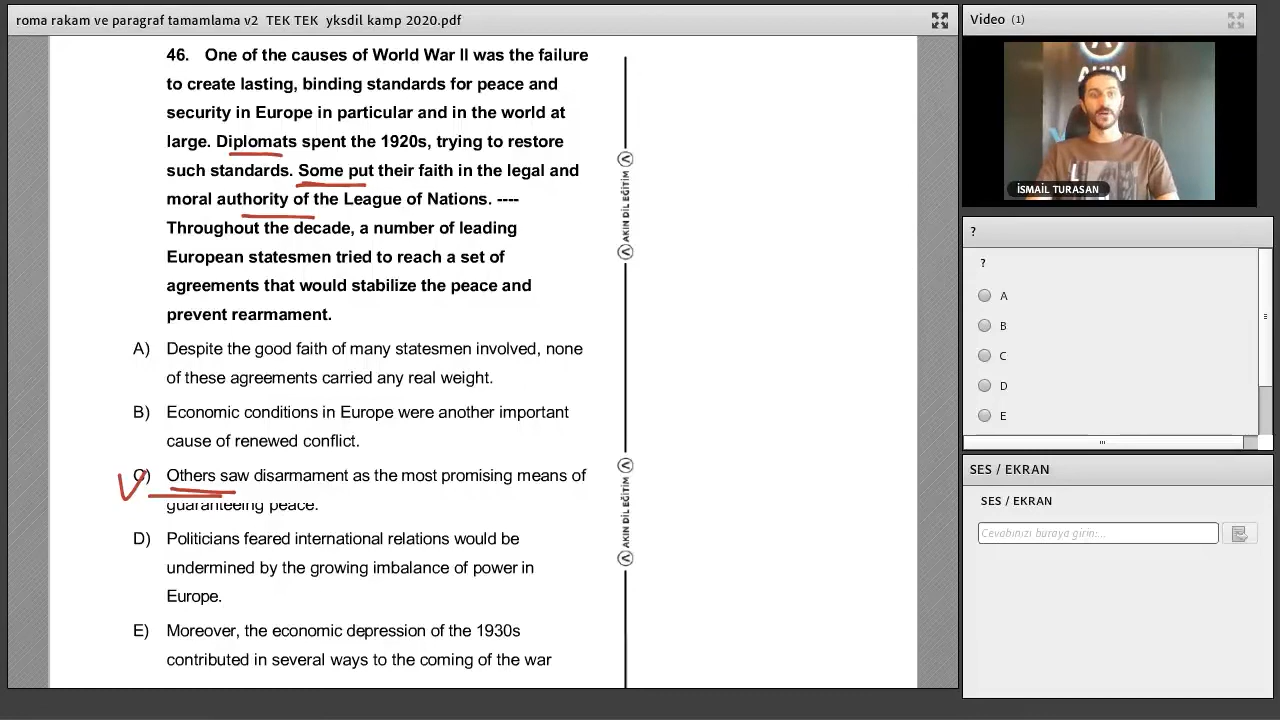 roma rakam ve paragraf tamamlama v2 TEK TEK yksdil kamp 2020.pdf
46. One of the causes of World War II was the failure
to create lasting, binding standards for peace and
security in Europe in particular and in the world at
large. Diplomats spent the 1920s, trying to restore
such standards. Some put their faith in the legal and
moral authority of the League of Nations. ----
Throughout the decade, a number of leading
European statesmen tried to reach a set of
agreements that would stabilize the peace and
prevent rearmament.
A) Despite the good faith of many statesmen involved, none
of these agreements carried any real weight.
B) Economic conditions in Europe were another important
cause of renewed conflict.
C) Others saw disarmament as the most promising means of
guaranteeing peace.
D) Politicians feared international relations would be
undermined by the growing imbalance of power in
Europe.
E) Moreover, the economic depression of the 1930s
contributed in several ways to the coming of the war
AKIN DİL EĞİTİM
AKIN DİL EĞİTİM
Video (1)
AKIN
İSMAİL TURASAN
?
?
A
B
C
D
E
SES / EKRAN
SES / EKRAN
Cevabınızı buraya girin:...